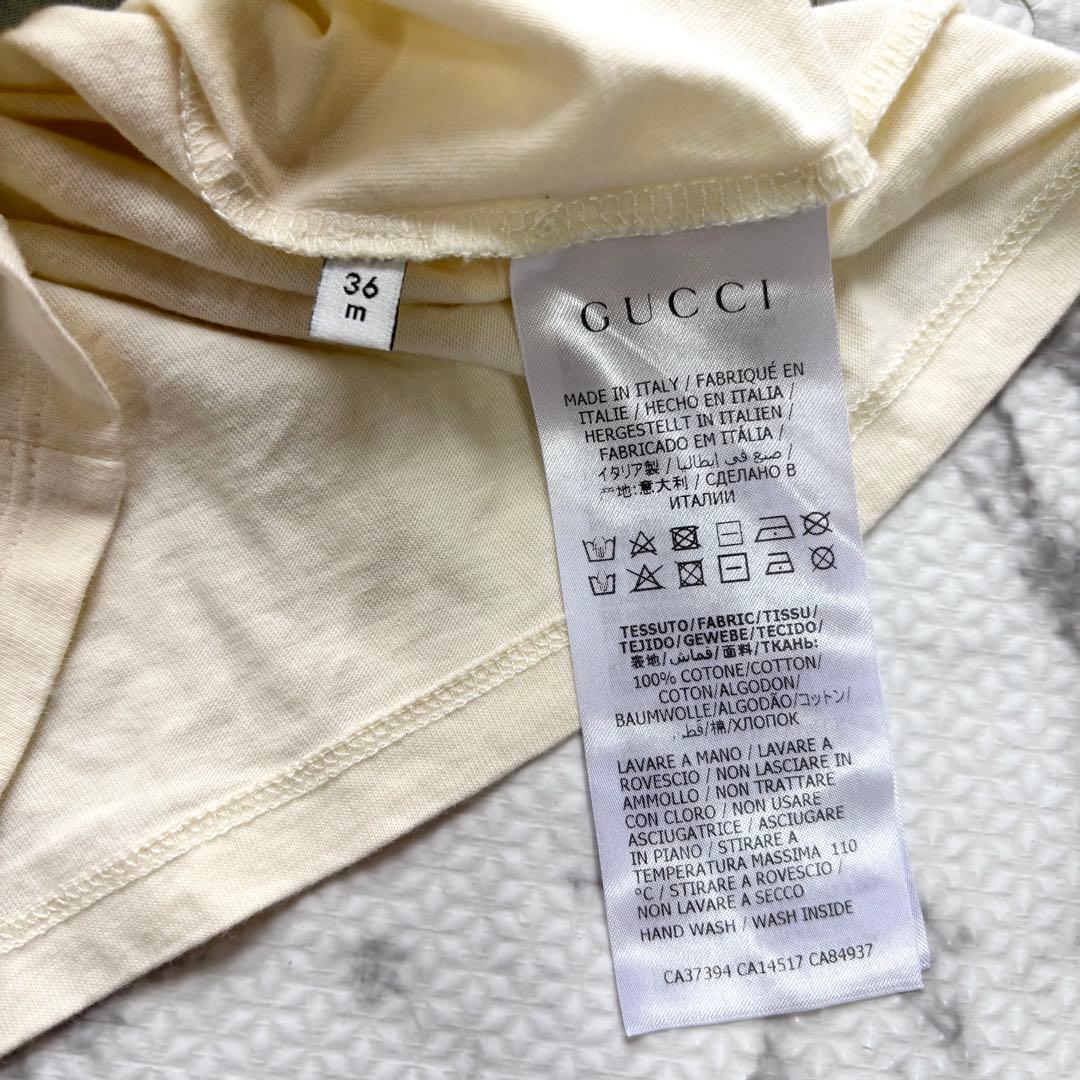 36
m
GUCCI
MADE IN ITALY / FABRIQUÉ EN
ITALIE / HECHO EN ITALIA /
HERGESTELLT IN ITALIEN /
FABRICADO EM ITÁLIA /
イタリア製 / صنع في إيطاليا /
产地:意大利 / СДЕЛАНО В
ИТАЛИИ
TESSUTO/FABRIC/TISSU/
TEJIDO/GEWEBE/TECIDO/
表地/قماش/面料/ТКАНЬ:
100% COTONE/COTTON/
COTON/ALGODON/
BAUMWOLLE/ALGODÃO/コットン/
قطن/棉/ХЛОПОК
LAVARE A MANO / LAVARE A
ROVESCIO / NON LASCIARE IN
AMMOLLO / NON TRATTARE
CON CLORO / NON USARE
ASCIUGATRICE / ASCIUGARE
IN PIANO / STIRARE A
TEMPERATURA MASSIMA 110
°C / STIRARE A ROVESCIO /
NON LAVARE A SECCO
HAND WASH / WASH INSIDE
CA37394 CA14517 CA84937